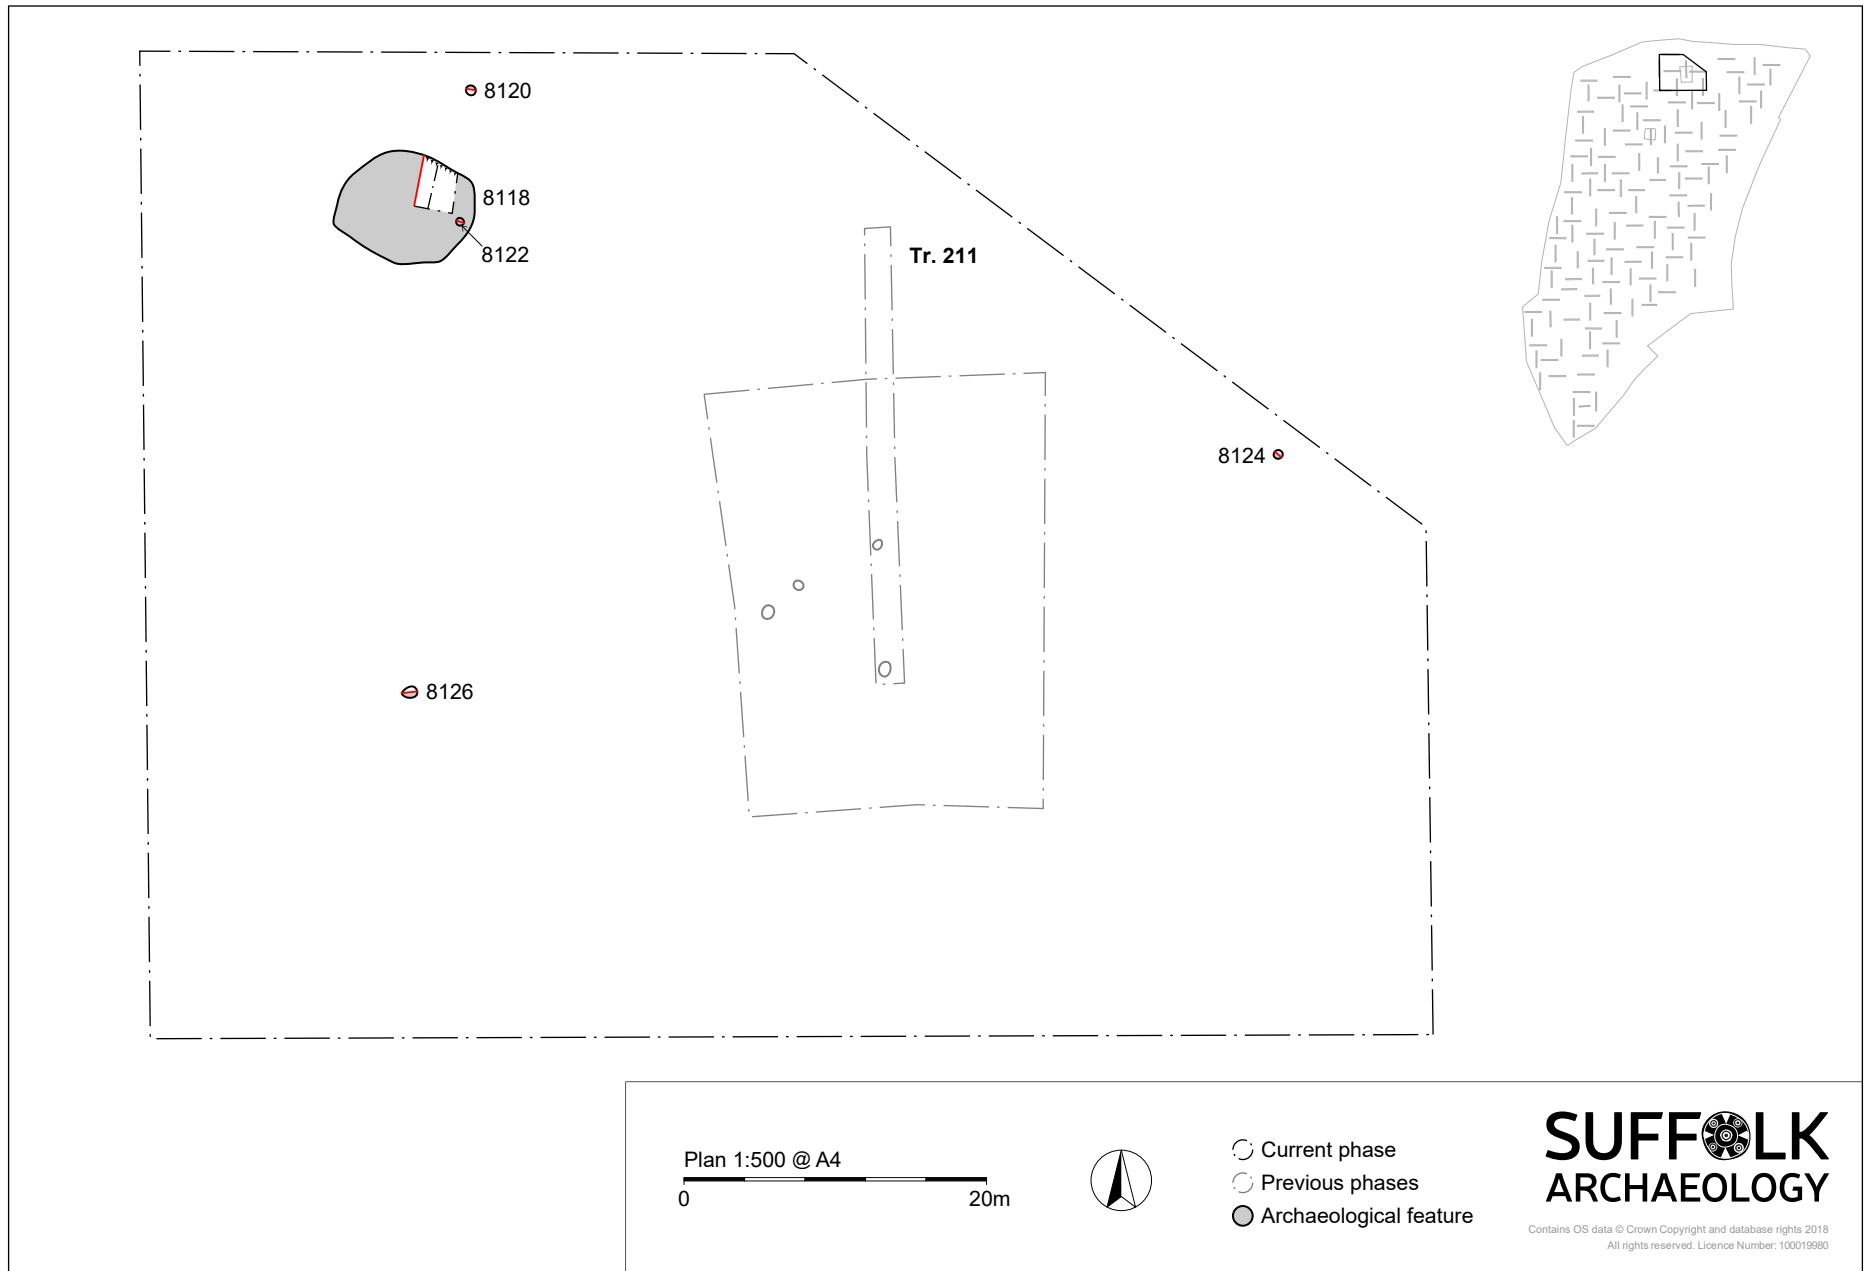 8120
8118
8122
Tr. 211
8124
8126
Plan 1:500 @ A4
0 20m
Current phase
Previous phases
Archaeological feature
SUFFOLK
ARCHAEOLOGY
Contains OS data © Crown Copyright and database rights 2018
All rights reserved. Licence Number: 100019980